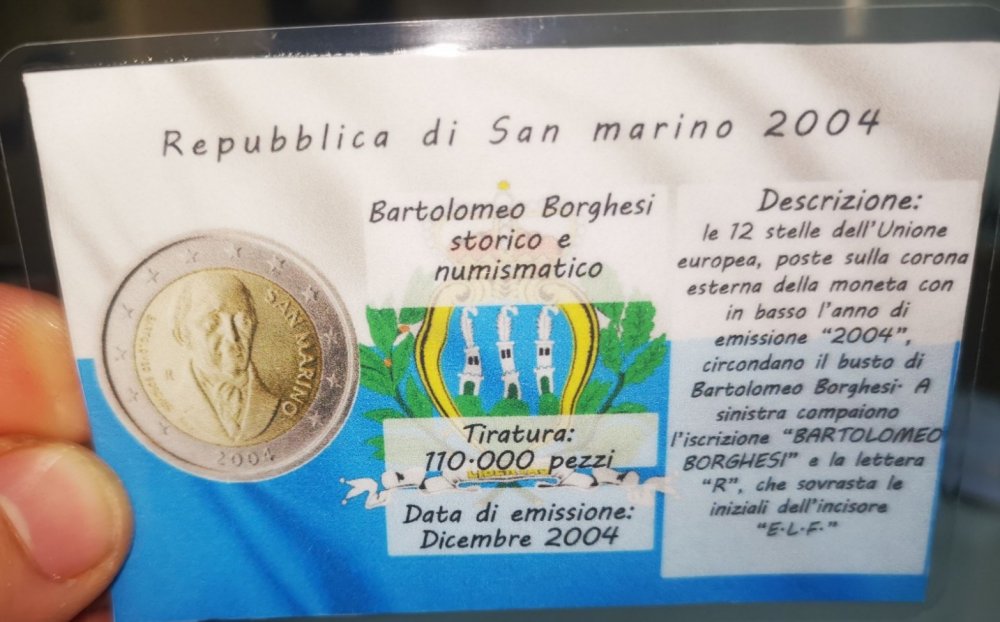 Repubblica di San marino 2004
Bartolomeo Borghesi
storico e
numismatico
SAN MARINO
R
2004
Tiratura:
110.000 pezzi
Data di emissione:
Dicembre 2004
Descrizione:
le 12 stelle dell'Unione
europea, poste sulla corona
esterna della moneta con
in basso l'anno di
emissione "2004",
circondano il busto di
Bartolomeo Borghesi. A
sinistra compaiono
l'iscrizione "BARTOLOMEO
BORGHESI" e la lettera
"R", che sovrasta le
iniziali dell'incisore
"E.L.F."